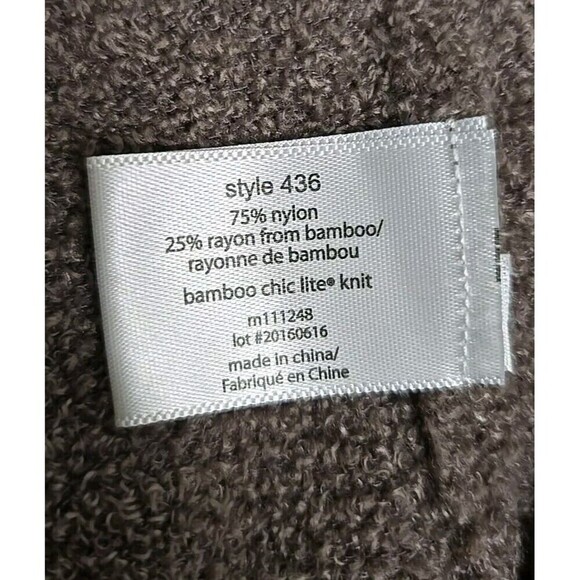 style 436
75% nylon
25% rayon from bamboo/
rayonne de bambou
bamboo chic lite® knit
m111248
lot #20160616
made in china/
Fabriqué en Chine